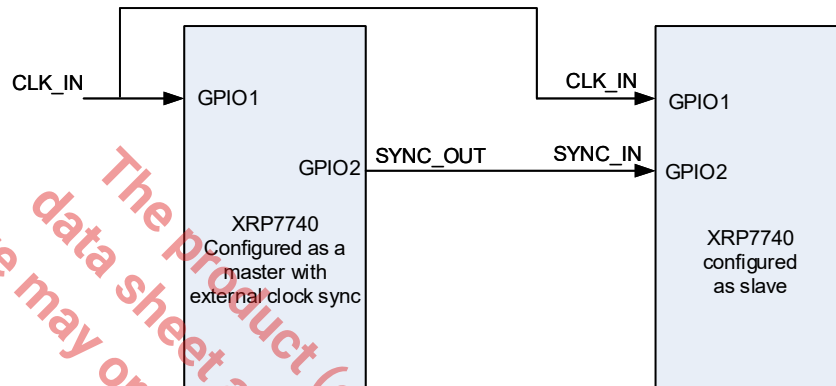 CLK_IN
GPIO1
CLK_IN
GPIO1
GPIO2
SYNC_OUT
SYNC_IN
GPIO2
XRP7740
Configured as a
master with
external clock sync
XRP7740
configured
as slave
The product (
data sheet a
e may or